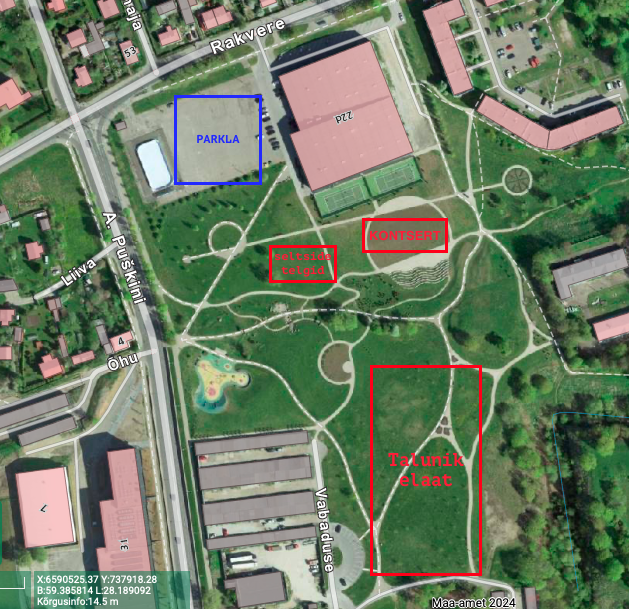 Rakvere
53
PARKLA
PZZ
KONTSERT
telgid
A. Puškini
Liiva
4
Õhu
Talumik
elaat
Vabaduse
31
X:6590525.37 Y:737918.28
B:59.385814 L:28.189092
Kõrgusinfo:14.5 m
Maa-amet 2024